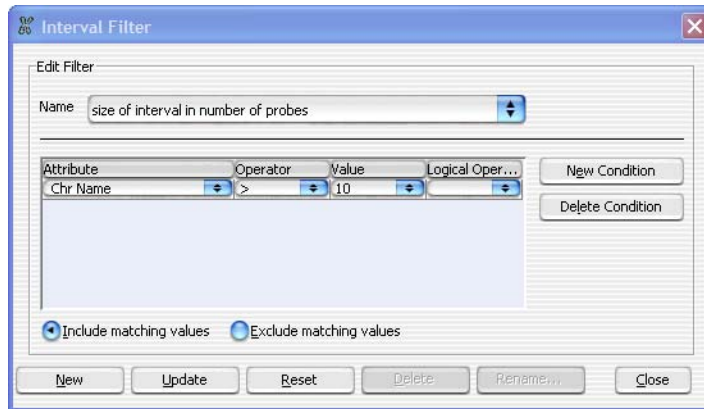 Interval Filter
Edit Filter
Name size of interval in number of probes
Attribute Operator Value Logical Oper...
Chr Name > 10
New Condition
Delete Condition
Include matching values Exclude matching values
New Update Reset Delete Rename... Close